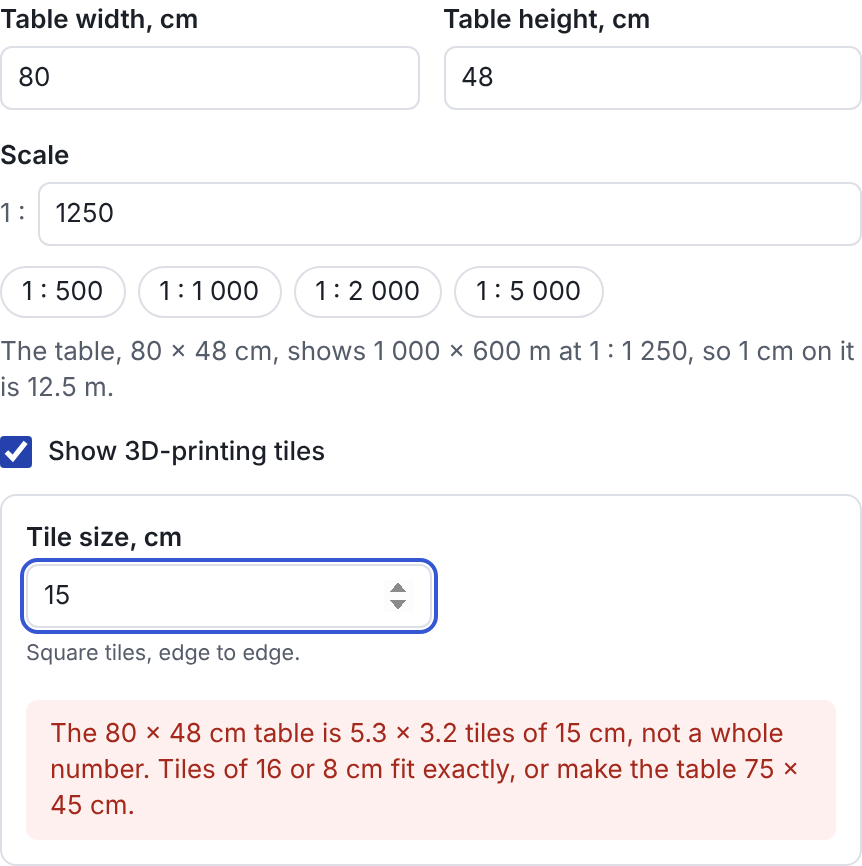 Table width, cm
Table height, cm
80
48
Scale
1 :
1250
1 : 500
1 : 1 000
1 : 2 000
1 : 5 000
The table, 80 × 48 cm, shows 1 000 × 600 m at 1 : 1 250, so 1 cm on it
is 12.5 m.
Show 3D-printing tiles
Tile size, cm
15
Square tiles, edge to edge.
The 80 × 48 cm table is 5.3 × 3.2 tiles of 15 cm, not a whole
number. Tiles of 16 or 8 cm fit exactly, or make the table 75 ×
45 cm.